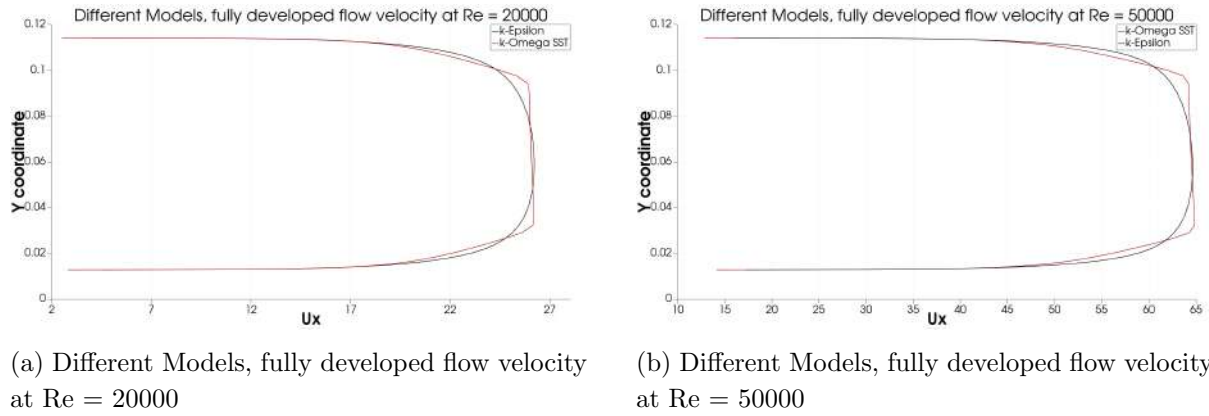 Different Models, fully developed flow velocity at Re = 20000
0.12
k-Epsilon
k-Omega SST
0.1
0.08
0.06
0.04
0.02
0
Y coordinate
2 7 12 17 22 27
Ux
Different Models, fully developed flow velocity at Re = 50000
0.12
k-Omega SST
k-Epsilon
0.1
0.08
0.06
0.04
0.02
0
Y coordinate
10 15 20 25 30 35 40 45 50 55 60 65
Ux
(a) Different Models, fully developed flow velocity
at Re = 20000
(b) Different Models, fully developed flow velocity
at Re = 50000